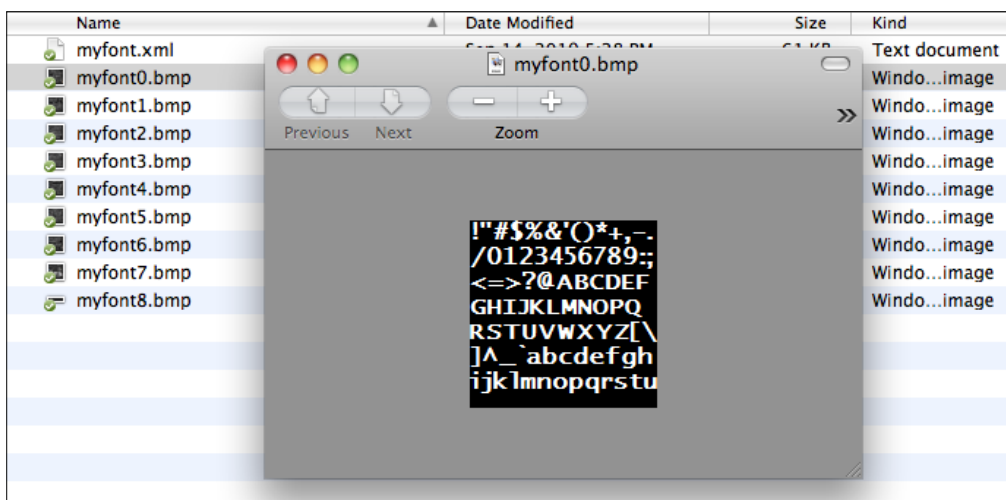 Name Date Modified Size Kind
myfont.xml Text document
myfont0.bmp Windo...image
myfont1.bmp Windo...image
myfont2.bmp Windo...image
myfont3.bmp Windo...image
myfont4.bmp Windo...image
myfont5.bmp Windo...image
myfont6.bmp Windo...image
myfont7.bmp Windo...image
myfont8.bmp Windo...image
myfont0.bmp
Previous Next Zoom
!"#$%&'()*+,-.
/0123456789:;
<=>?@ABCDEF
GHIJKLMNOPQ
RSTUVWXYZ[\
]^_`abcdefgh
ijklmnopqrstu